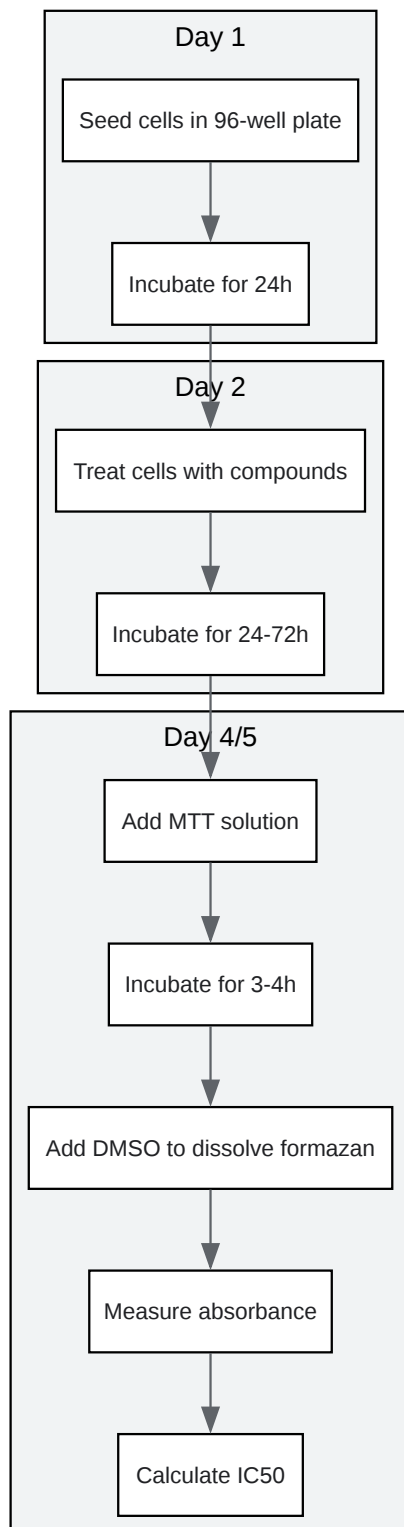 Day 1
Seed cells in 96-well plate
Incubate for 24h
Day 2
Treat cells with compounds
Incubate for 24-72h
Day 4/5
Add MTT solution
Incubate for 3-4h
Add DMSO to dissolve formazan
Measure absorbance
Calculate IC50